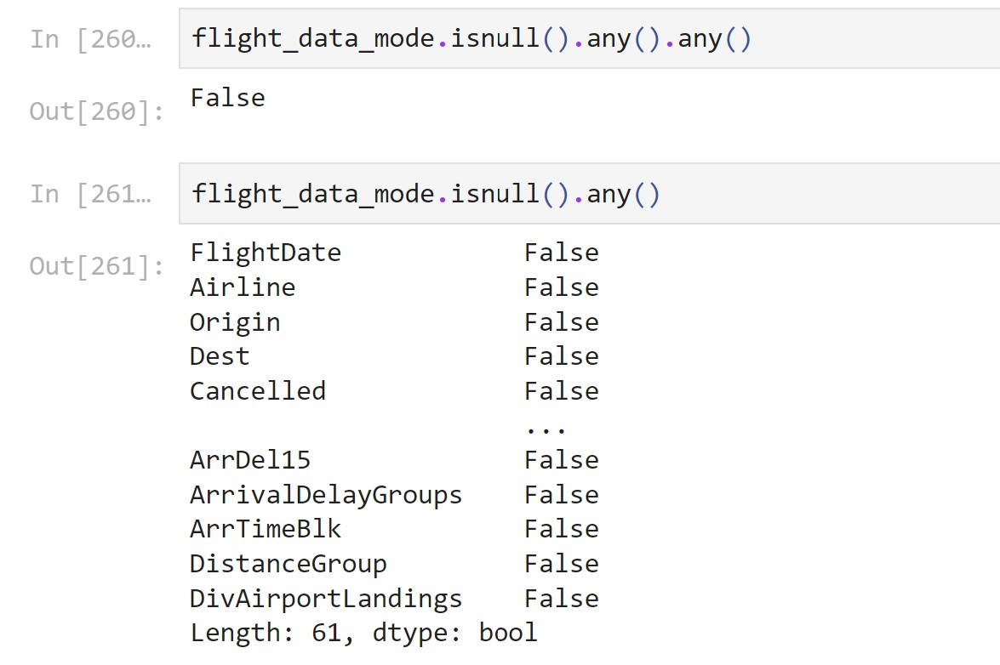 In [260… flight_data_mode.isnull().any().any()
Out[260]: False
In [261… flight_data_mode.isnull().any()
Out[261]: FlightDate False
Airline False
Origin False
Dest False
Cancelled False
...
ArrDel15 False
ArrivalDelayGroups False
ArrTimeBlk False
DistanceGroup False
DivAirportLandings False
Length: 61, dtype: bool